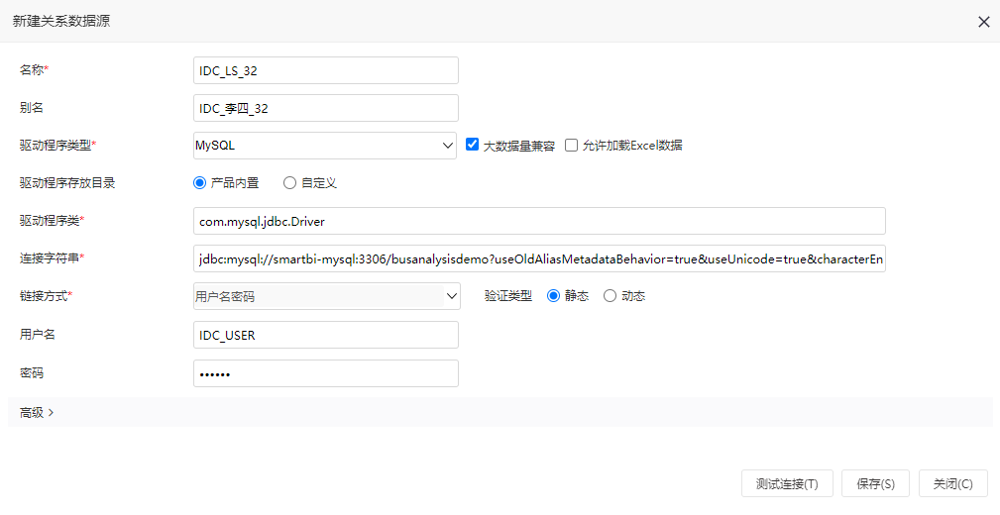 新建关系数据源
名称* IDC_LS_32
别名 IDC_李四_32
驱动程序类型* MySQL 大数据量兼容 允许加载Excel数据
驱动程序存放目录 产品内置 自定义
驱动程序类* com.mysql.jdbc.Driver
连接字符串* jdbc:mysql://smartbi-mysql:3306/busanalysisdemo?useOldAliasMetadataBehavior=true&useUnicode=true&characterEn
链接方式* 用户名密码 验证类型 静态 动态
用户名 IDC_USER
密码 ••••••
高级 >
测试连接(T) 保存(S) 关闭(C)